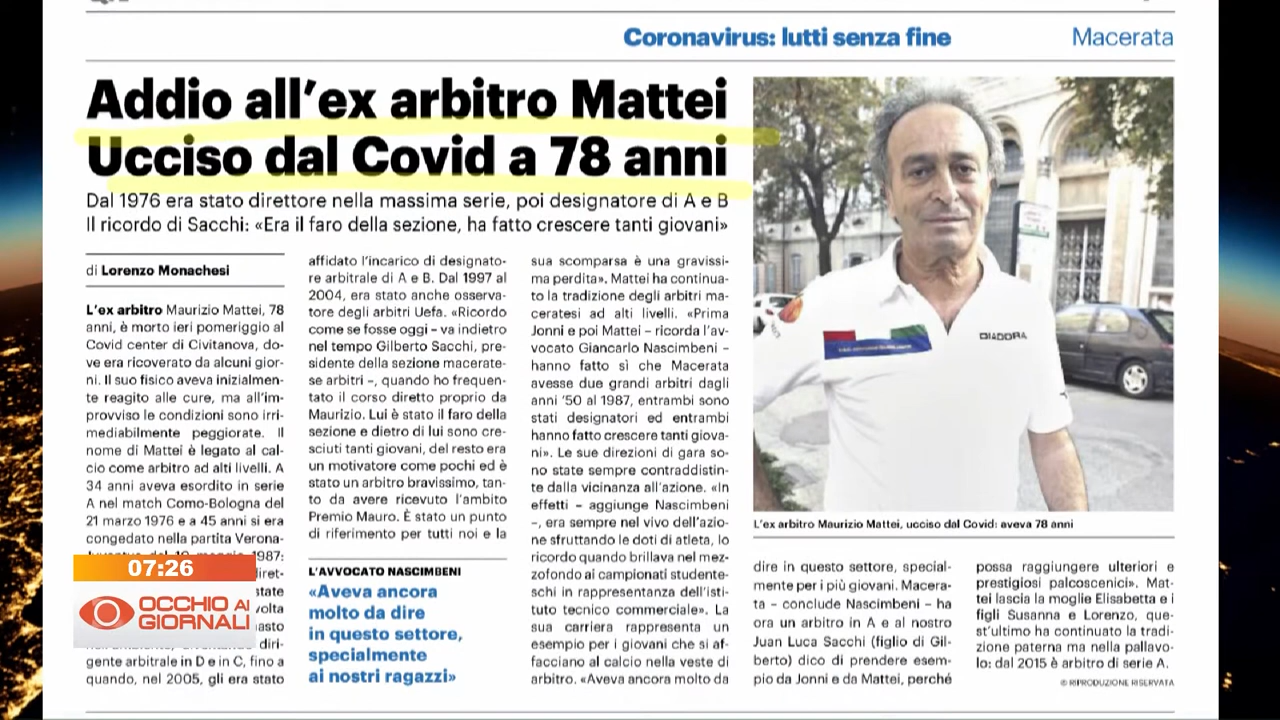 Coronavirus: lutti senza fine
Macerata
Addio all'ex arbitro Mattei
Ucciso dal Covid a 78 anni
Dal 1976 era stato direttore nella massima serie, poi designatore di A e B
Il ricordo di Sacchi: «Era il faro della sezione, ha fatto crescere tanti giovani»
di Lorenzo Monachesi
L'ex arbitro Maurizio Mattei, 78
anni, è morto ieri pomeriggio al
Covid center di Civitanova, do-
ve era ricoverato da alcuni gior-
ni. Il suo fisico aveva inizialmen-
te reagito alle cure, ma all'im-
provviso le condizioni sono irri-
mediabilmente peggiorate. Il
nome di Mattei è legato al cal-
cio come arbitro ad alti livelli. A
34 anni aveva esordito in serie
A nel match Como-Bologna del
21 marzo 1976 e a 45 anni si era
congedato nella partita Verona-
1987:
diret-
state
volta
gente arbitrale in D e in C, fino a
quando, nel 2005, gli era stato
affidato l'incarico di designato-
re arbitrale di A e B. Dal 1997 al
2004, era stato anche osserva-
tore degli arbitri Uefa. «Ricordo
come se fosse oggi – va indietro
nel tempo Gilberto Sacchi, pre-
sidente della sezione macerate-
se arbitri –, quando ho frequen-
tato il corso diretto proprio da
Maurizio. Lui è stato il faro della
sezione e dietro di lui sono cre-
sciuti tanti giovani, del resto era
un motivatore come pochi ed è
stato un arbitro bravissimo, tan-
to da avere ricevuto l'ambito
Premio Mauro. È stato un punto
di riferimento per tutti noi e la
L'AVVOCATO NASCIMBENI
«Aveva ancora
molto da dire
in questo settore,
specialmente
ai nostri ragazzi»
sua scomparsa è una gravissi-
ma perdita». Mattei ha continua-
to la tradizione degli arbitri ma-
ceratesi ad alti livelli. «Prima
Jonni e poi Mattei – ricorda l'av-
vocato Giancarlo Nascimbeni –
hanno fatto sì che Macerata
avesse due grandi arbitri dagli
anni '50 al 1987, entrambi sono
stati designatori ed entrambi
hanno fatto crescere tanti giova-
ni». Le sue direzioni di gara so-
no state sempre contraddistin-
te dalla vicinanza all'azione. «In
effetti – aggiunge Nascimbeni
–, era sempre nel vivo dell'azio-
ne sfruttando le doti di atleta, lo
ricordo quando brillava nel mez-
zofondo ai campionati studente-
schi in rappresentanza dell'isti-
tuto tecnico commerciale». La
sua carriera rappresenta un
esempio per i giovani che si af-
facciano al calcio nella veste di
arbitro. «Aveva ancora molto da
DIADORA
L'ex arbitro Maurizio Mattei, ucciso dal Covid: aveva 78 anni
dire in questo settore, special-
mente per i più giovani. Macera-
ta – conclude Nascimbeni – ha
ora un arbitro in A e al nostro
Juan Luca Sacchi (figlio di Gil-
berto) dico di prendere esem-
pio da Jonni e da Mattei, perché
possa raggiungere ulteriori e
prestigiosi palcoscenici». Mat-
tei lascia la moglie Elisabetta e i
figli Susanna e Lorenzo, que-
st'ultimo ha continuato la tradi-
zione paterna ma nella pallavo-
lo: dal 2015 è arbitro di serie A.
© RIPRODUZIONE RISERVATA
07:26
OCCHIO AI
GIORNALI